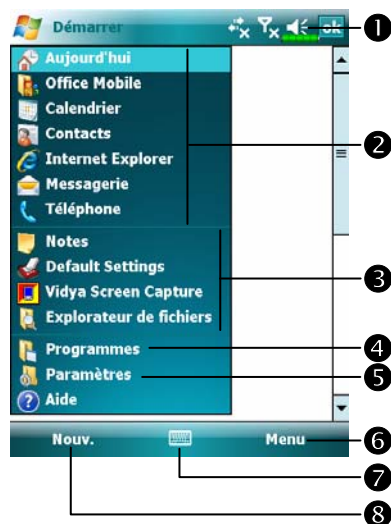 Démarrer ok
Aujourd'hui
Office Mobile
Calendrier
Contacts
Internet Explorer
Messagerie
Téléphone
Notes
Default Settings
Vidya Screen Capture
Explorateur de fichiers
Programmes
Paramètres
Aide
Nouv. Menu
1
2
3
4
5
6
7
8